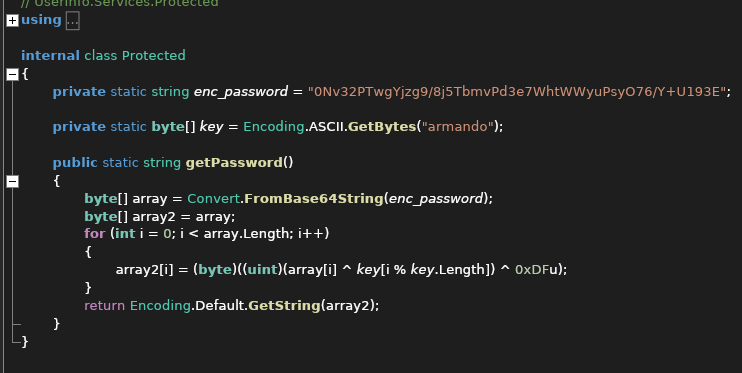 // UserInfo.Services.Protected
using ...
internal class Protected
{
private static string enc_password = "0Nv32PTwgYjzg9/8j5TbmvPd3e7WhtWWyuPsyO76/Y+U193E";
private static byte[] key = Encoding.ASCII.GetBytes("armando");
public static string getPassword()
{
byte[] array = Convert.FromBase64String(enc_password);
byte[] array2 = array;
for (int i = 0; i < array.Length; i++)
{
array2[i] = (byte)((uint)(array[i] ^ key[i % key.Length]) ^ 0xDFu);
}
return Encoding.Default.GetString(array2);
}
}